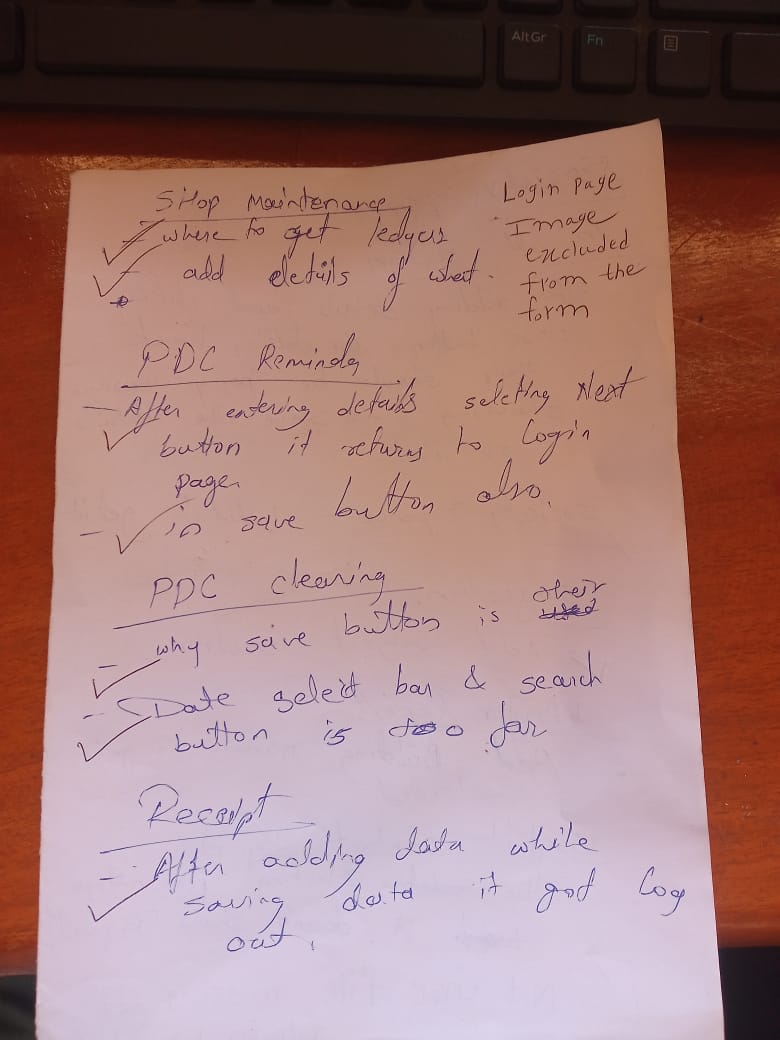 AltGr
Fn
SHop Maintenance
- where to get ledgers
- add details of what.
Login page
Image
excluded
from the
form
PDC Reminder
- After entering details selecting Next
button it returns to login
page
- in save button also.
PDC clearing
- why save button is their
- Date select bar & search
button is too far
Receipt
- After adding data while
saving data it got log
out.